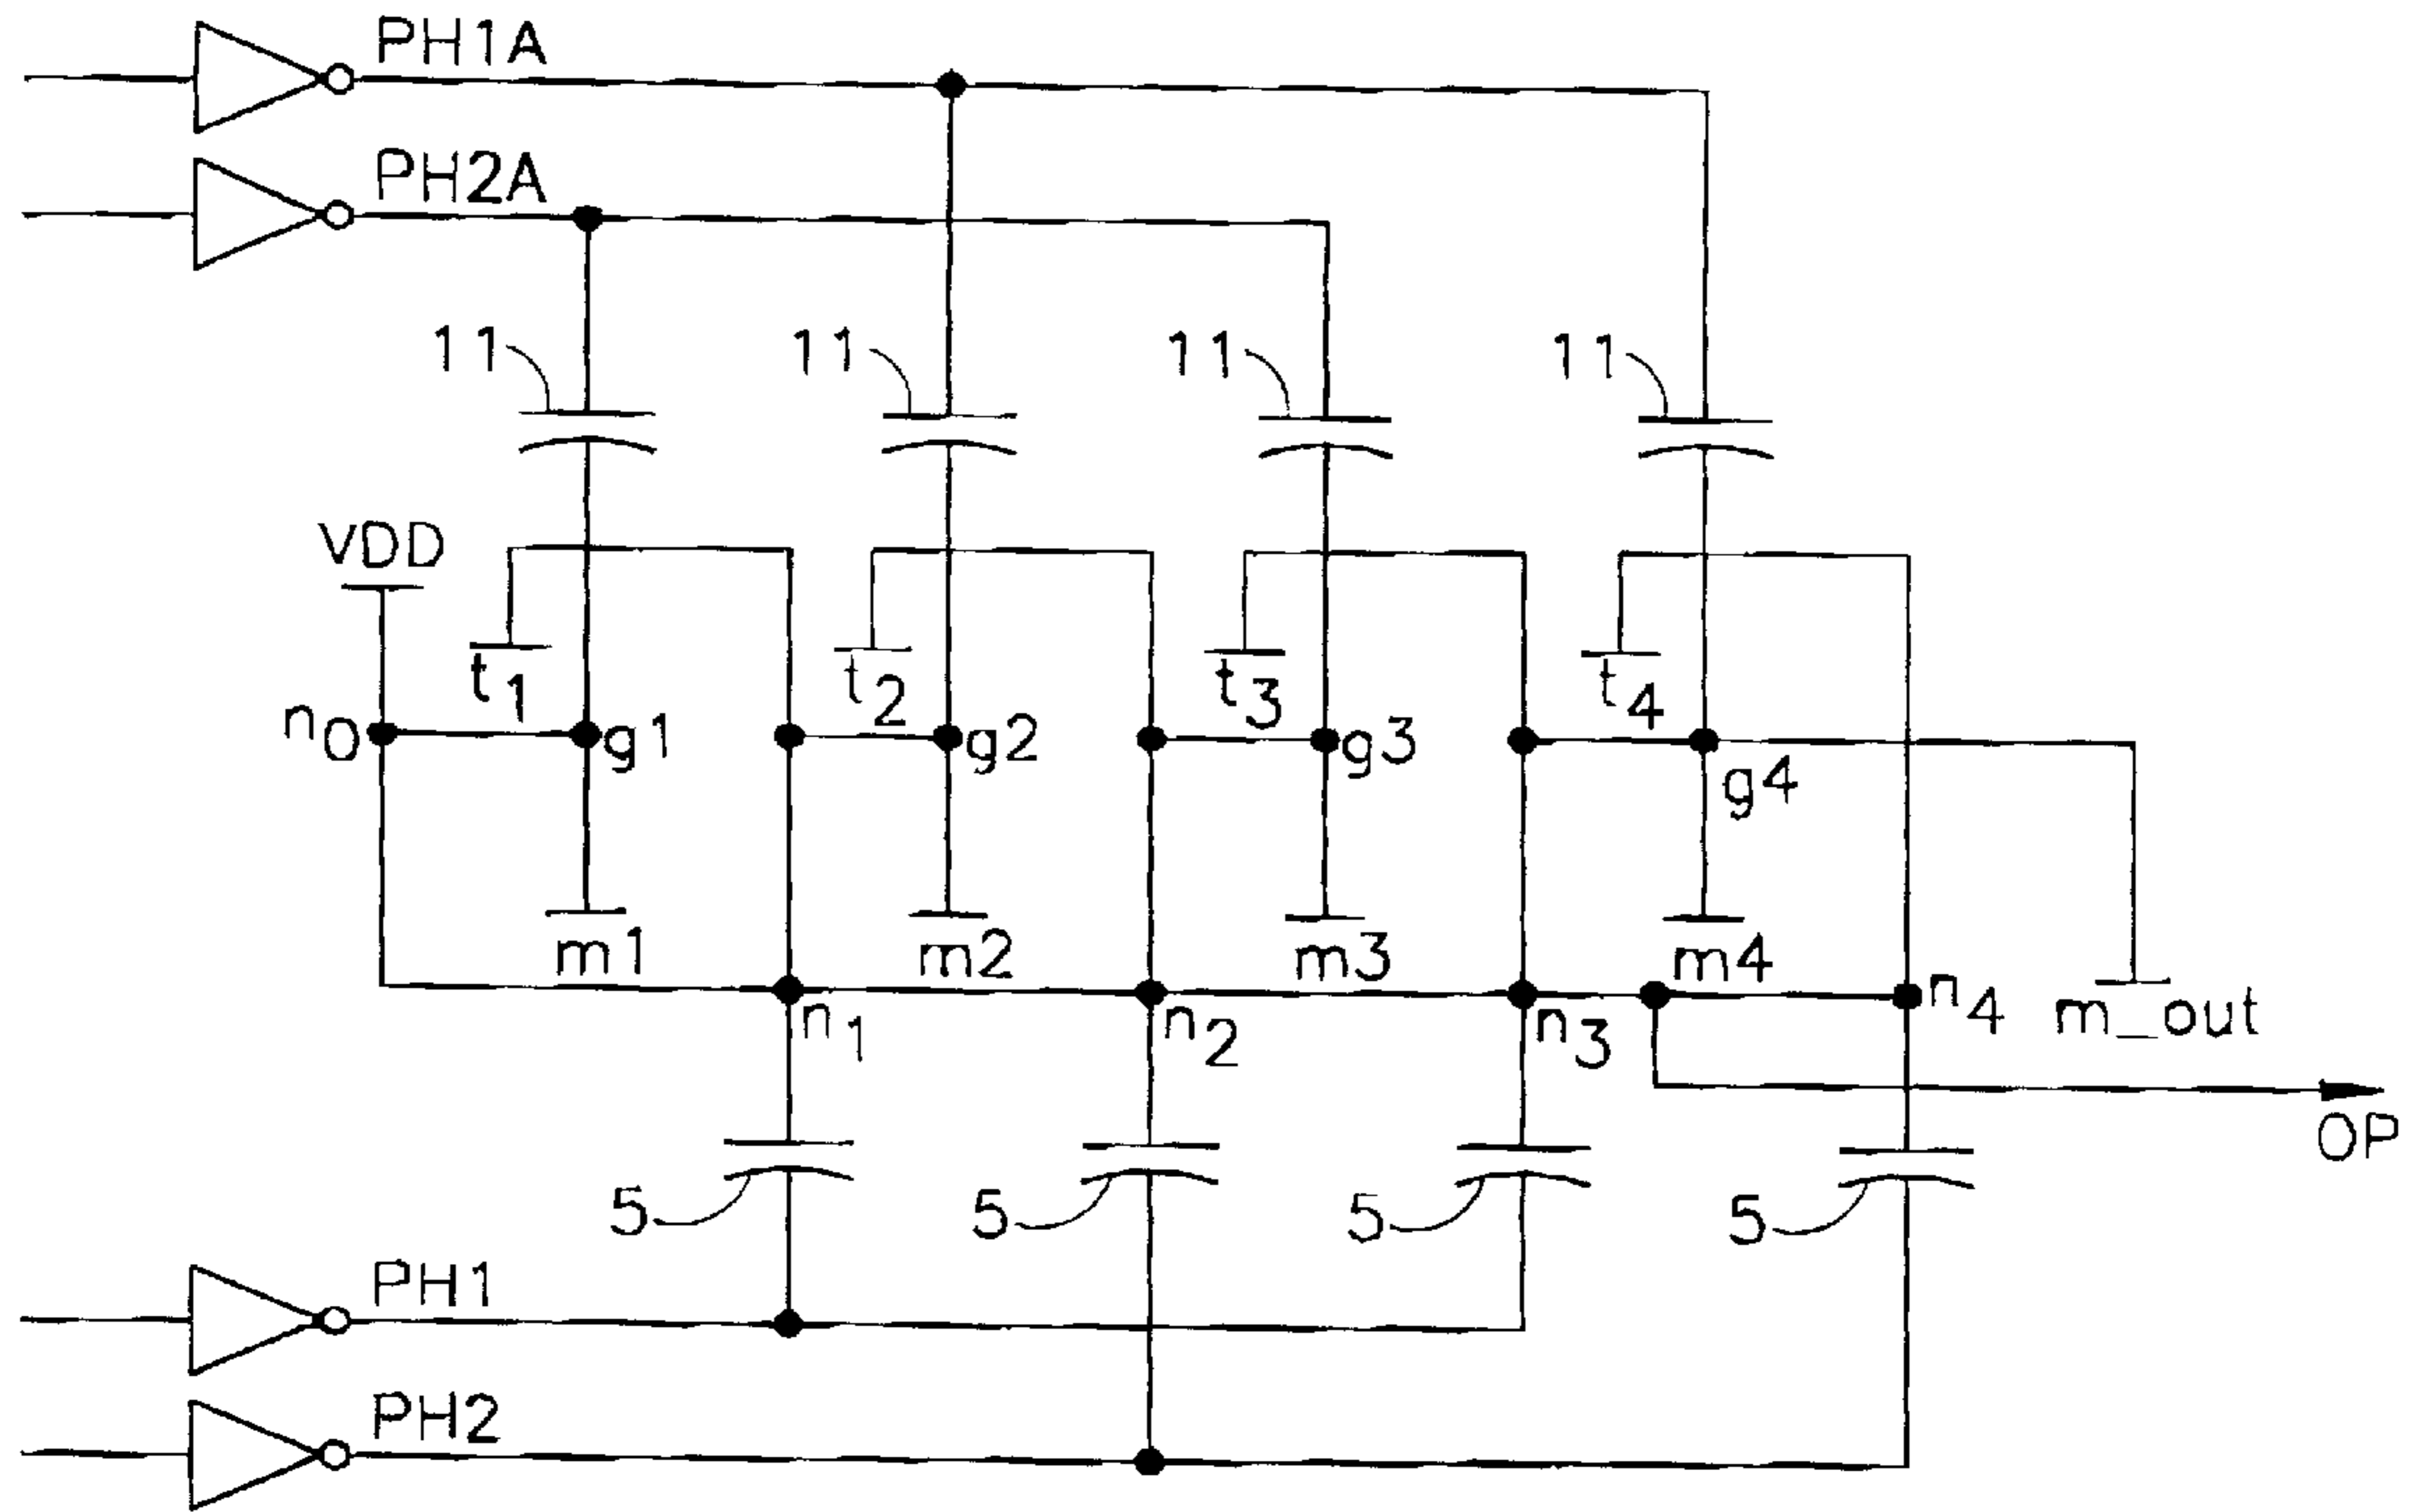 PH1A
PH2A
11 11 11 11
VDD
t1 t2 t3 t4
n0 g1 g2 g3 g4
m1 m2 m3 m4
n1 n2 n3 n4 m_out
OP
5 5 5 5
PH1
PH2